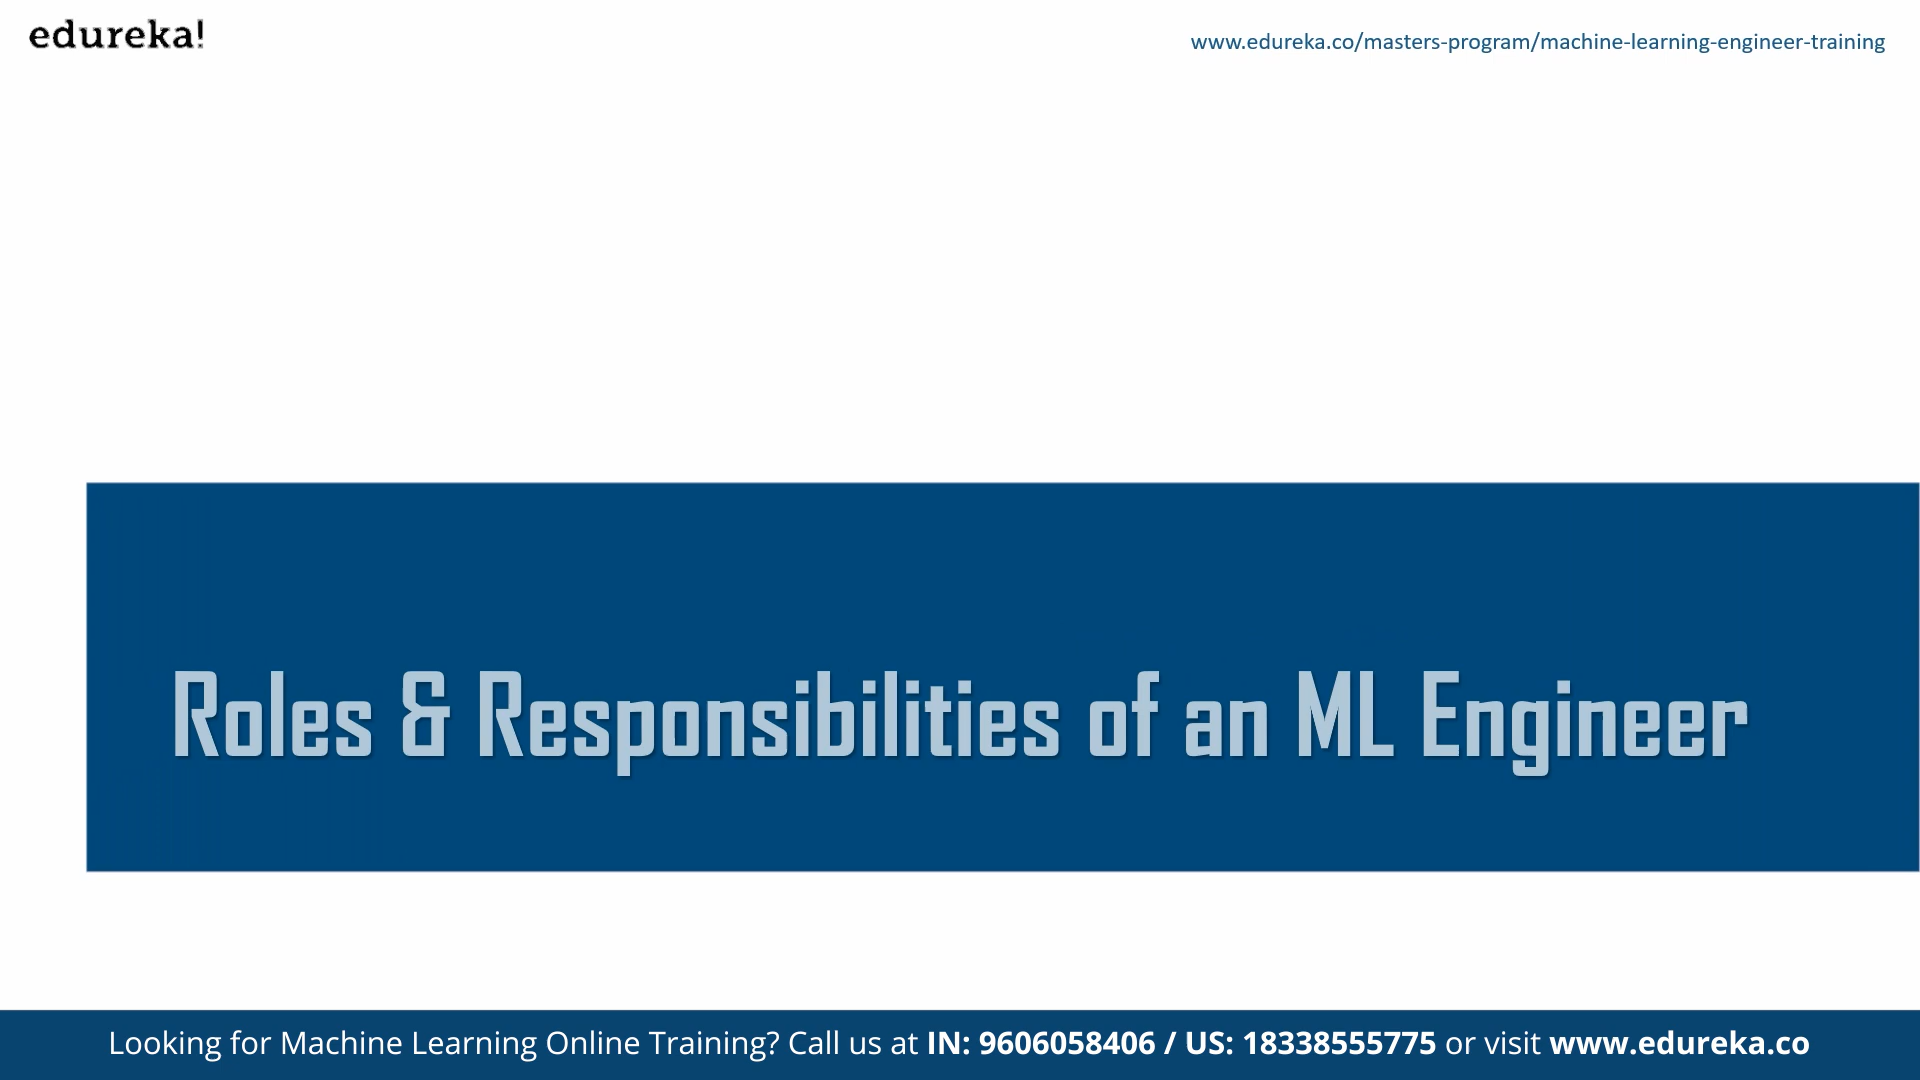 edureka!
www.edureka.co/masters-program/machine-learning-engineer-training
Roles & Responsibilities of an ML Engineer
Looking for Machine Learning Online Training? Call us at IN: 9606058406 / US: 18338555775 or visit www.edureka.co